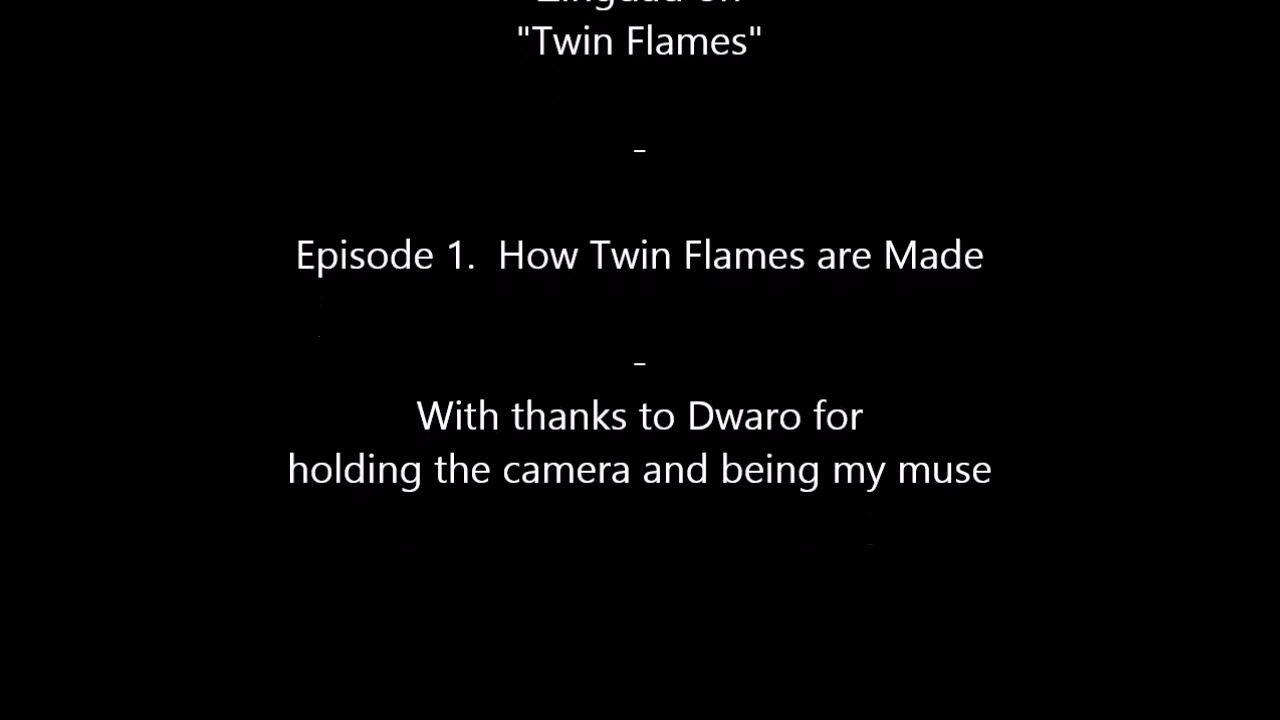 "Twin Flames"
-
Episode 1.  How Twin Flames are Made
-
With thanks to Dwaro for
holding the camera and being my muse